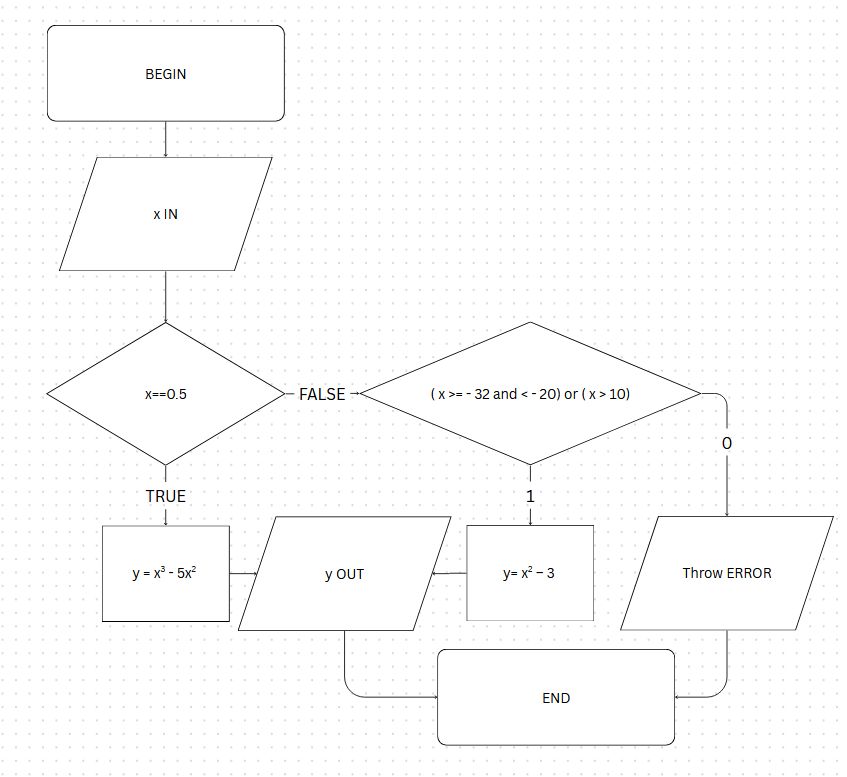 BEGIN
x IN
x==0.5
FALSE
( x >= - 32 and < - 20) or ( x > 10)
0
TRUE
1
y = x³ - 5x²
y OUT
y= x² – 3
Throw ERROR
END